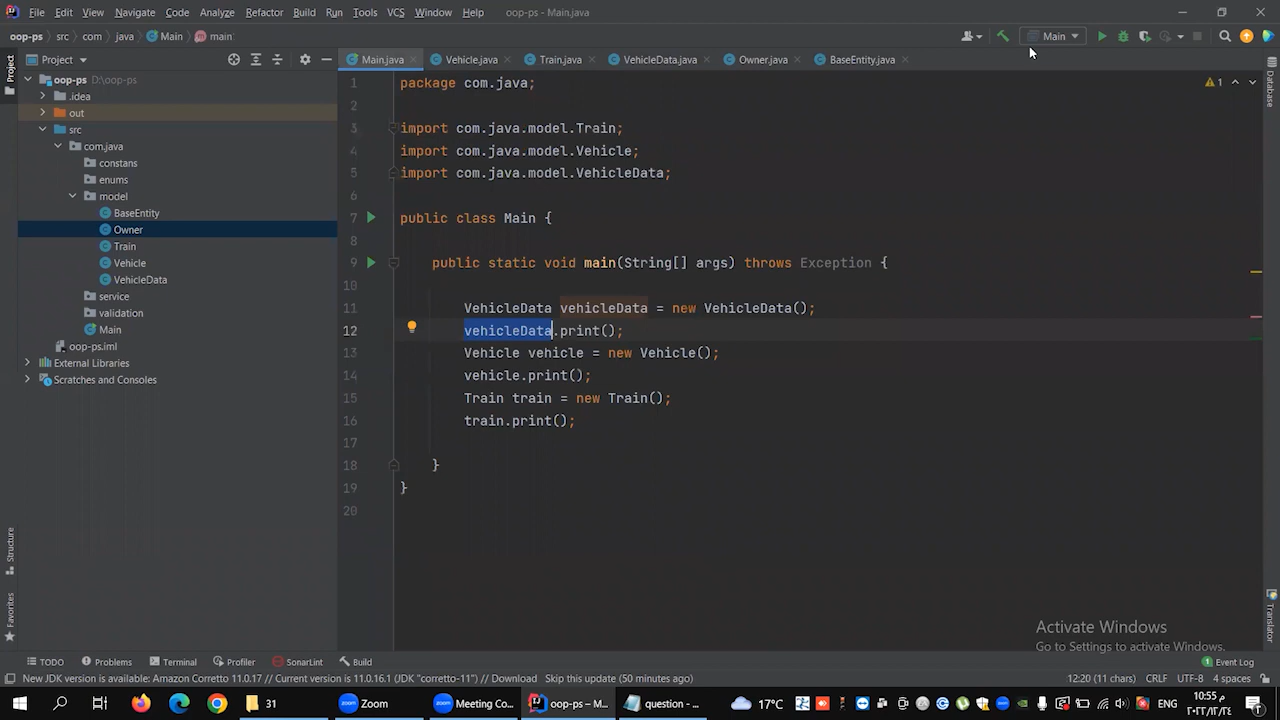 File Edit View Navigate Code Analyze Refactor Build Run Tools VCS Window Help oop-ps - Main.java
oop-ps src com java Main main
Main
Project
Main.java Vehicle.java Train.java VehicleData.java Owner.java BaseEntity.java
Project
Structure
Favorites
Database
Translator
oop-ps D:\oop-ps
.idea
out
src
com.java
constans
enums
model
BaseEntity
Owner
Train
Vehicle
VehicleData
service
validation
Main
oop-ps.iml
External Libraries
Scratches and Consoles
1
1 package com.java;
2
3 import com.java.model.Train;
4 import com.java.model.Vehicle;
5 import com.java.model.VehicleData;
6
7 public class Main {
8
9 public static void main(String[] args) throws Exception {
10
11 VehicleData vehicleData = new VehicleData();
12 vehicleData.print();
13 Vehicle vehicle = new Vehicle();
14 vehicle.print();
15 Train train = new Train();
16 train.print();
17
18 }
19 }
20
Activate Windows
Go to Settings to activate Windows.
TODO Problems Terminal Profiler SonarLint Build Event Log
New JDK version is available: Amazon Corretto 11.0.17 // Current version is 11.0.16.1 (JDK "corretto-11") Download Skip this update (50 minutes ago) 12:20 (11 chars) CRLF UTF-8 4 spaces
31 Zoom Meeting Co... oop-ps – M... question - ... 17°C ENG ١٠:٥٥ م